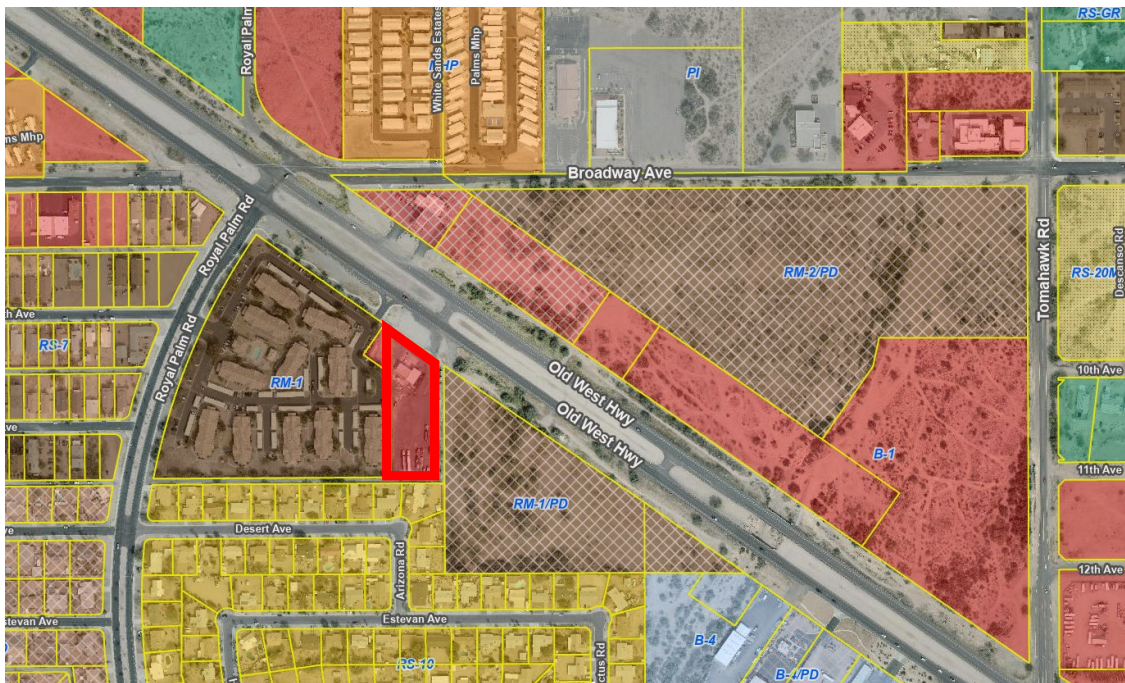 RS-GR
Royal Palm
White Sands Estates
Palms Mhp
MHP
PI
ms Mhp
Broadway Ave
Royal Palm Rd
Tomahawk Rd
Descanso Rd
RM-2/PD
RS-20M
th Ave
Royal Palm Rd
RS-7
10th Ave
Old West Hwy
RM-1
Old West Hwy
ve
B-1
11th Ave
RM-1/PD
ve
Desert Ave
Arizona Rd
12th Ave
Estevan Ave
stevan Ave
B-4
ctus Rd
RS-10
B-4/PD